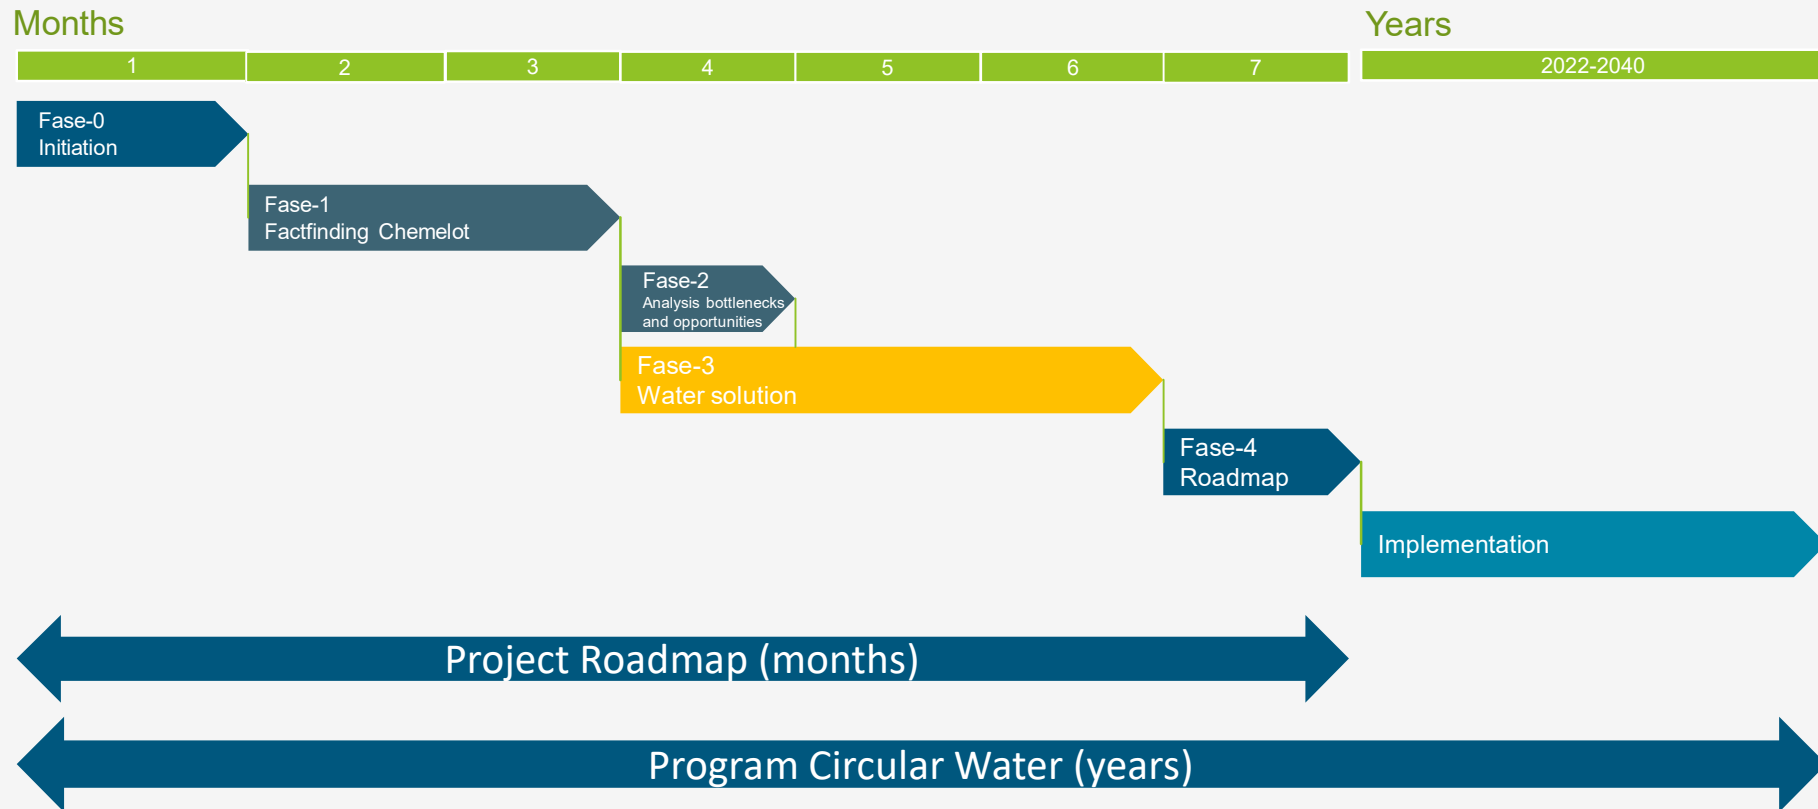 Months
Years
1
2
3
4
5
6
7
2022-2040
Fase-0
Initiation
Fase-1
Factfinding Chemelot
Fase-2
Analysis bottlenecks
and opportunities
Fase-3
Water solution
Fase-4
Roadmap
Implementation
Project Roadmap (months)
Program Circular Water (years)